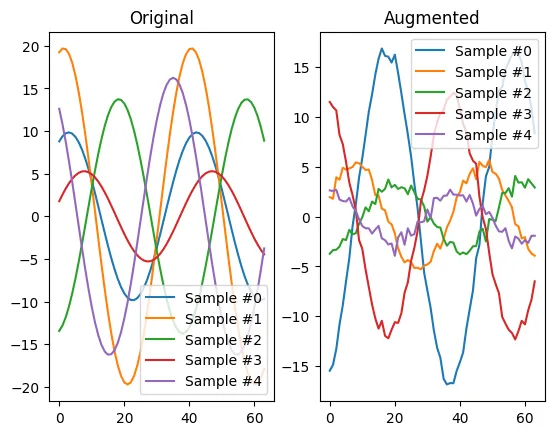 Original
20
15
10
5
0
−5
−10
−15
−20
0
20
40
60
Sample #0
Sample #1
Sample #2
Sample #3
Sample #4
Augmented
15
10
5
0
−5
−10
−15
0
20
40
60
Sample #0
Sample #1
Sample #2
Sample #3
Sample #4